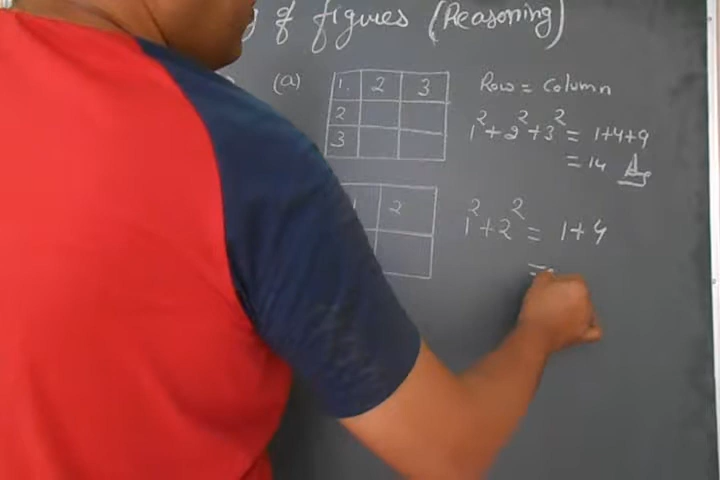 of figures (Reasoning)
(a)
1. 2 3
2
3
Row = Column
1² + 2² + 3² = 1+4+9
= 14
1 2
1² + 2² = 1+4
=